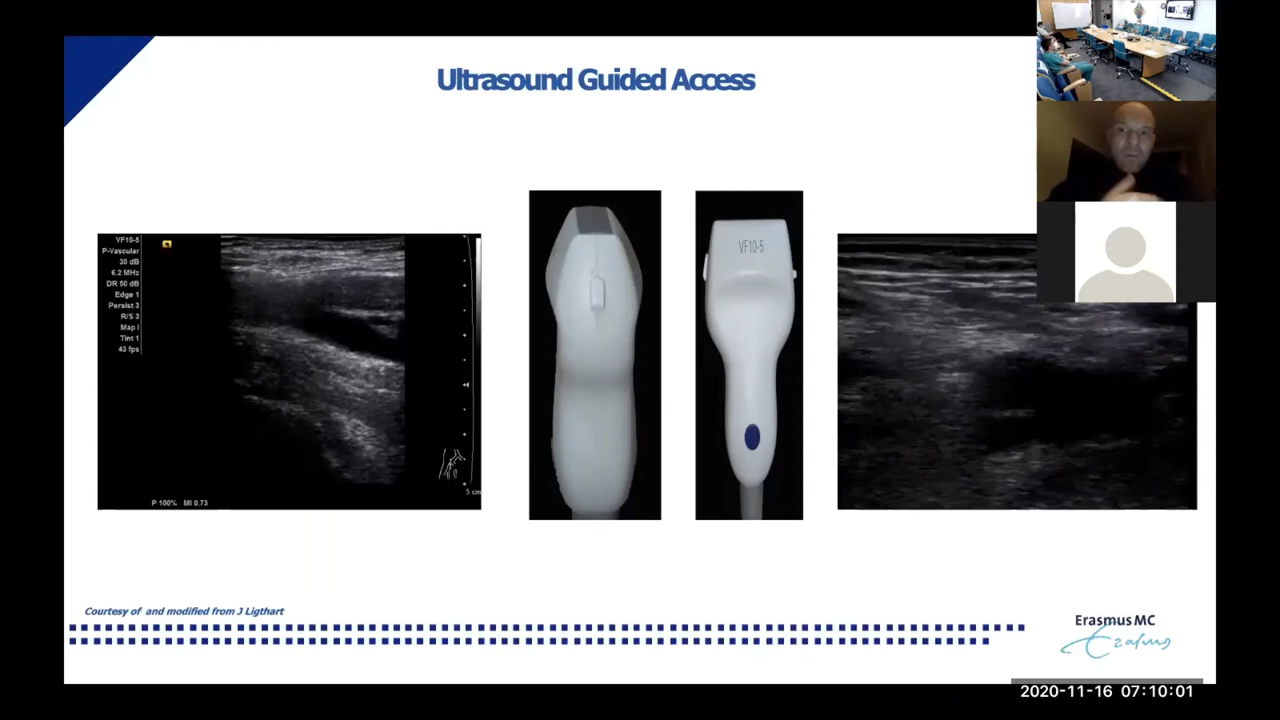 Ultrasound Guided Access
VF10-5
P-Vascular
30 dB
6.2 MHz
DR 50 dB
Edge 1
Persist 3
R/S 3
Map I
Tint 1
43 fps
5 cm
P 100% MI 0.73
VF10-5
Courtesy of and modified from J Ligthart
Erasmus MC
Erasmus
2020-11-16 07:10:01